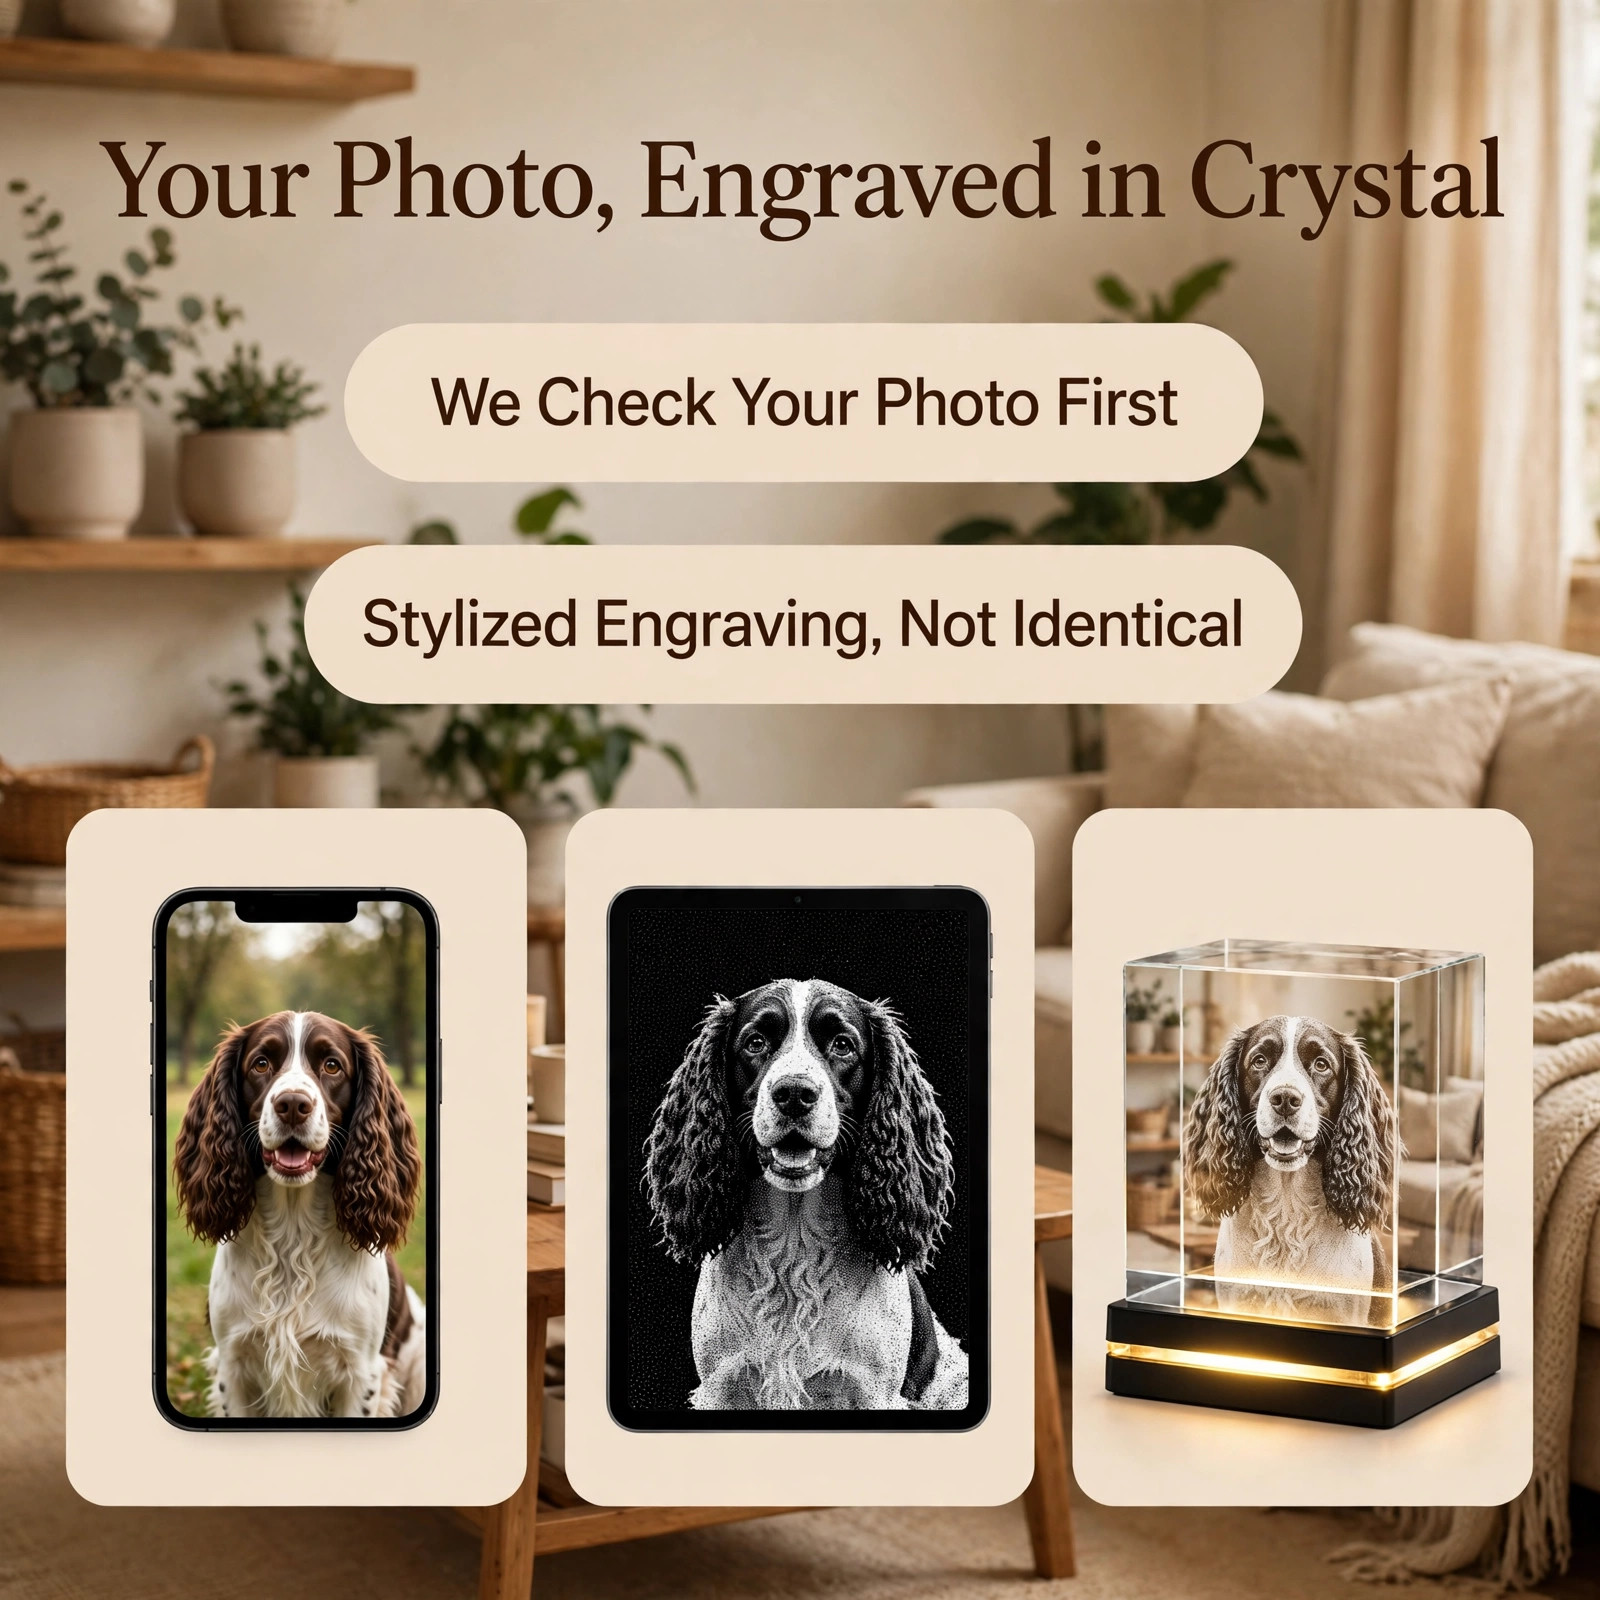 Your Photo, Engraved in Crystal
We Check Your Photo First
Stylized Engraving, Not Identical